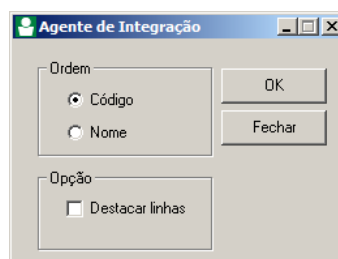 Agente de Integração
Ordem
Código
Nome
OK
Fechar
Opção
Destacar linhas